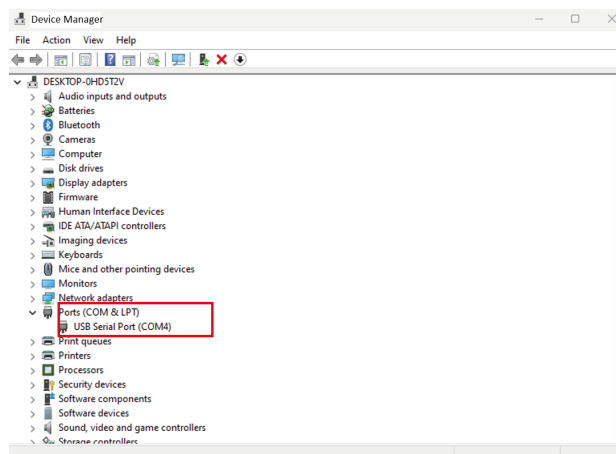 Device Manager
File Action View Help
DESKTOP-0HD5T2V
Audio inputs and outputs
Batteries
Bluetooth
Cameras
Computer
Disk drives
Display adapters
Firmware
Human Interface Devices
IDE ATA/ATAPI controllers
Imaging devices
Keyboards
Mice and other pointing devices
Monitors
Network adapters
Ports (COM & LPT)
USB Serial Port (COM4)
Print queues
Printers
Processors
Security devices
Software components
Software devices
Sound, video and game controllers
Storage controllers